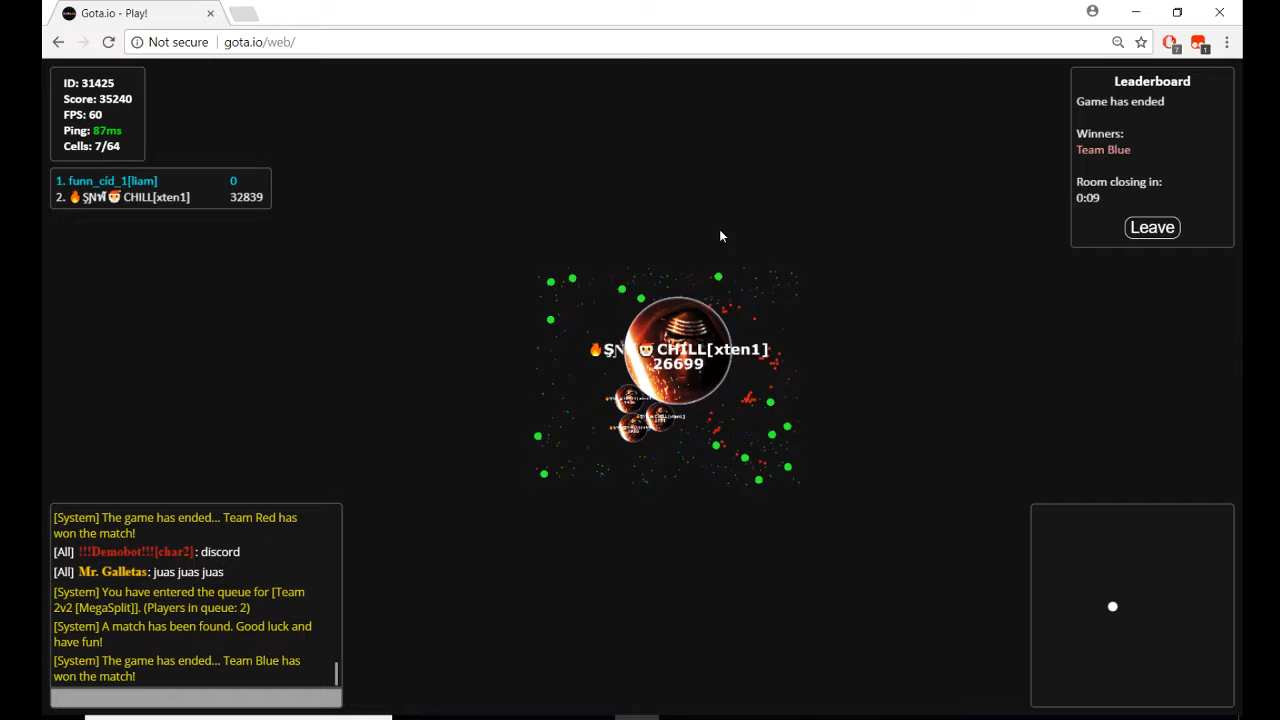 Gota.io - Play!
Not secure
gota.io/web/
7
1
ID: 31425
Score: 35240
FPS: 60
Ping: 87ms
Cells: 7/64
1. funn_cíd_1[liam] 0
2. 🔥ŞƝ CHILL[xten1] 32839
Leaderboard
Game has ended
Winners:
Team Blue
Room closing in:
0:09
Leave
CHILL[xten1]
26699
[System] The game has ended... Team Red has
won the match!
[All] !!!Demobot!!![char2]: discord
[All] Mr. Galletas: juas juas juas
[System] You have entered the queue for [Team
2v2 [MegaSplit]]. (Players in queue: 2)
[System] A match has been found. Good luck and
have fun!
[System] The game has ended... Team Blue has
won the match!